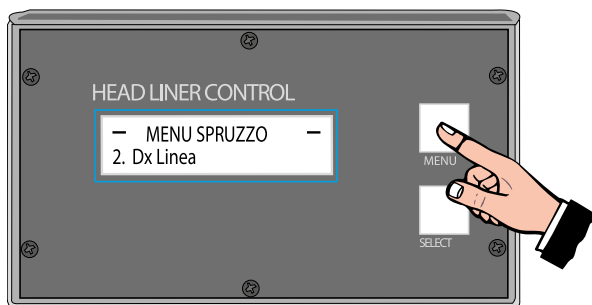 HEAD LINER CONTROL
– MENU SPRUZZO –
2. Dx Linea
MENU
SELECT